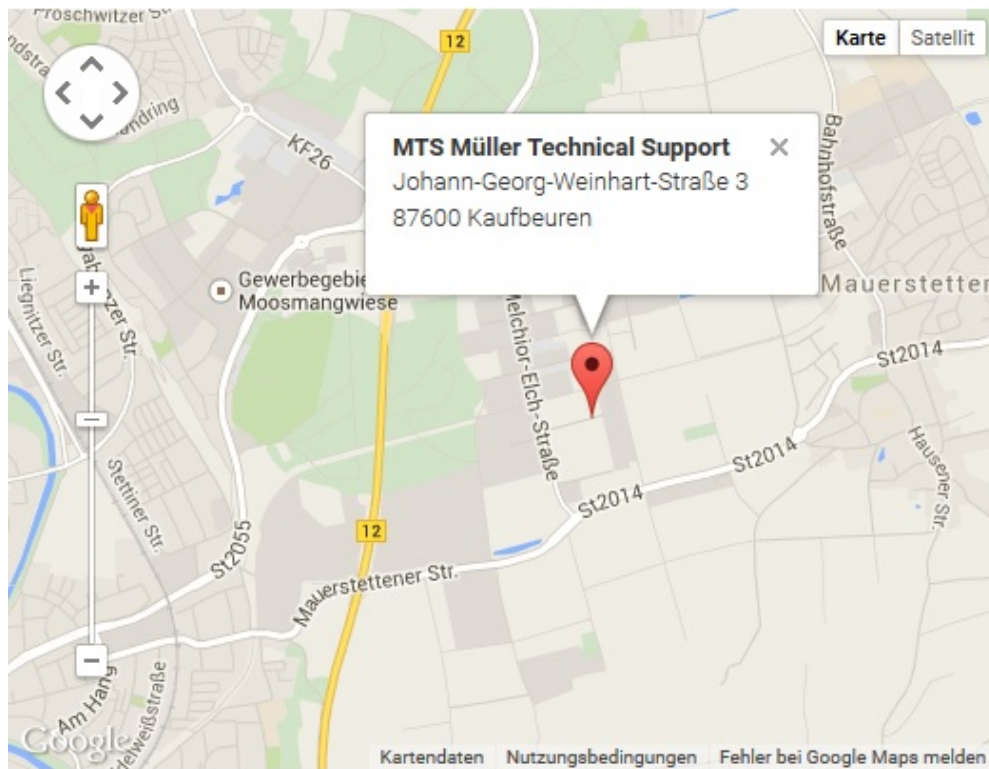 Proschwitzer Str.
12
Karte
Satellit
KF26
Bahnhofstraße
MTS Müller Technical Support
Johann-Georg-Weinhart-Straße 3
87600 Kaufbeuren
Gewerbegebie
Moosmangwiese
Liegnitzer Str.
Mauerstetten
Melchior-Elch-Straße
St2014
St2014
St2014
Hausener Str.
Stettiner Str.
St2055
12
Mauerstettener Str.
Am Hang
Google
Kartendaten
Nutzungsbedingungen
Fehler bei Google Maps melden